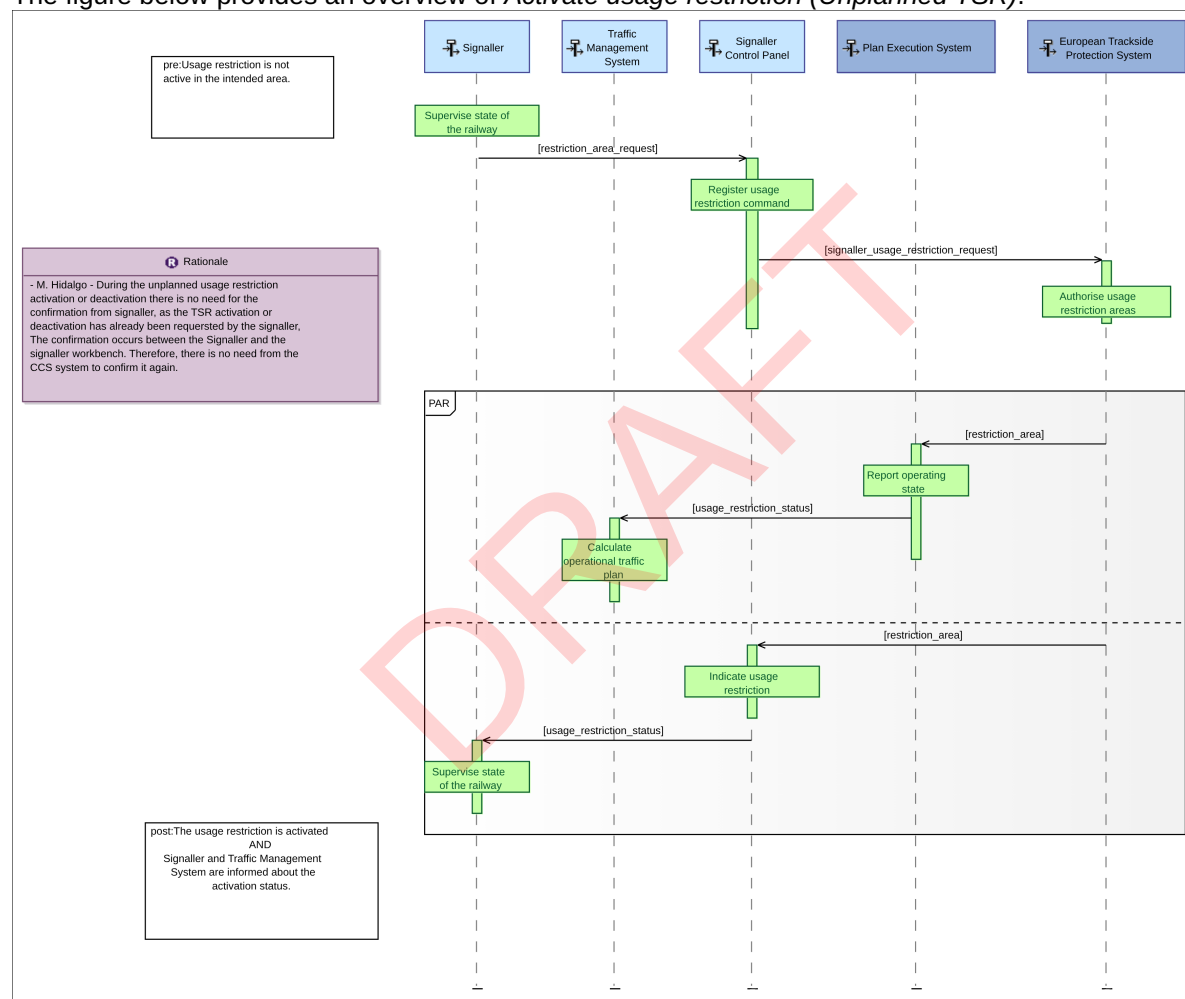 The figure below provides an overview of Activate usage restriction (Unplanned TSR).
Signaller
Traffic
Management
System
Signaller
Control Panel
Plan Execution System
European Trackside
Protection System
pre:Usage restriction is not
active in the intended area.
Supervise state of
the railway
[restriction_area_request]
Register usage
restriction command
[signaller_usage_restriction_request]
Authorise usage
restriction areas
R Rationale
- M. Hidalgo - During the unplanned usage restriction
activation or deactivation there is no need for the
confirmation from signaller, as the TSR activation or
deactivation has already been requersted by the signaller,
The confirmation occurs between the Signaller and the
signaller workbench. Therefore, there is no need from the
CCS system to confirm it again.
PAR
[restriction_area]
Report operating
state
[usage_restriction_status]
Calculate
operational traffic
plan
[restriction_area]
Indicate usage
restriction
[usage_restriction_status]
Supervise state
of the railway
post:The usage restriction is activated
AND
Signaller and Traffic Management
System are informed about the
activation status.
DRAFT